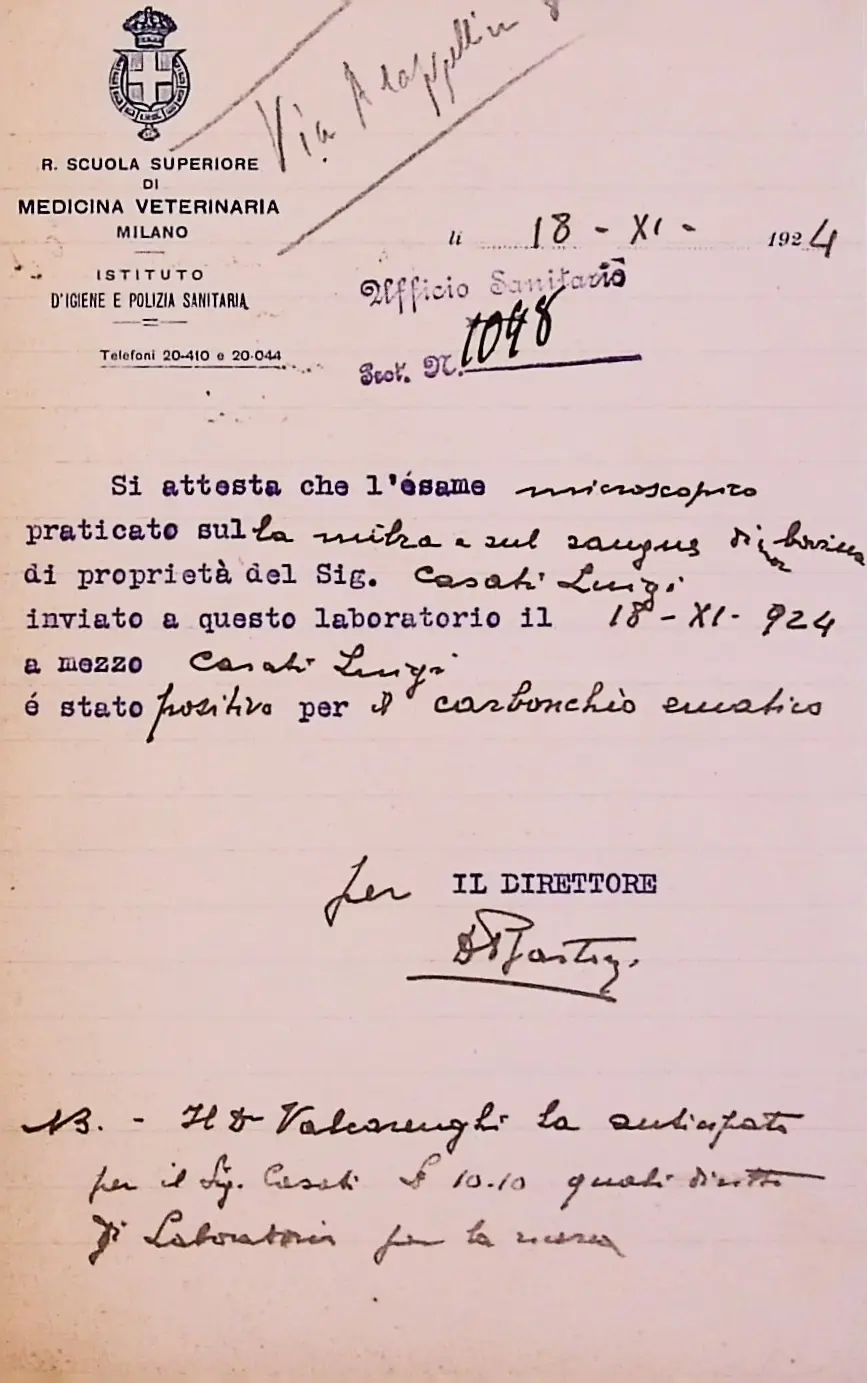 Via
R. SCUOLA SUPERIORE
DI
MEDICINA VETERINARIA
MILANO
ISTITUTO
D'IGIENE E POLIZIA SANITARIA
Telefoni 20-410 e 20-044
li 18 - XI - 1924
Ufficio Sanitario
Prot. N. 1098
Si attesta che l'ésame microscopico
praticato sulla milza e sul sangue di bovina
di proprietà del Sig. Casati Luigi
inviato a questo laboratorio il 18 - XI - 924
a mezzo Casati Luigi
é stato positivo per il carbonchio ematico
per IL DIRETTORE
NB. - Il Dr Valcarenghi ha anticipato
per il Sig. Casati £ 10.10 quali diritti
di Laboratorio per la ricerca